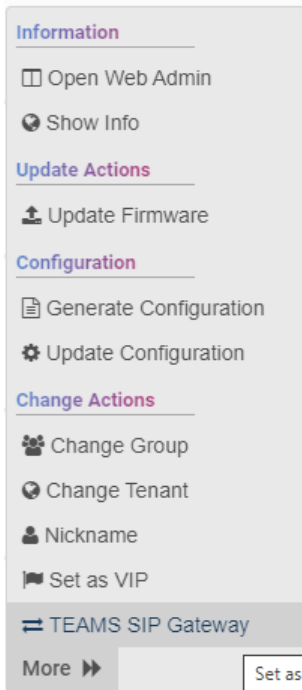 Information
Open Web Admin
Show Info
Update Actions
Update Firmware
Configuration
Generate Configuration
Update Configuration
Change Actions
Change Group
Change Tenant
Nickname
Set as VIP
TEAMS SIP Gateway
More
Set as